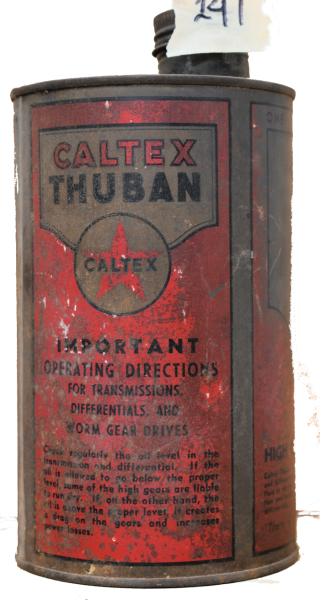 241
CALTEX
THUBAN
CALTEX
IMPORTANT
OPERATING DIRECTIONS
FOR TRANSMISSIONS,
DIFFERENTIALS, AND
WORM GEAR DRIVES
Check regularly the oil level in the
transmission and differential. If the
oil is allowed to go below the proper
level, some of the high gears are liable
to run dry. If, on the other hand, the
oil is above the proper level, it creates
a drag on the gears and increases
power losses.
ONE
HIGH